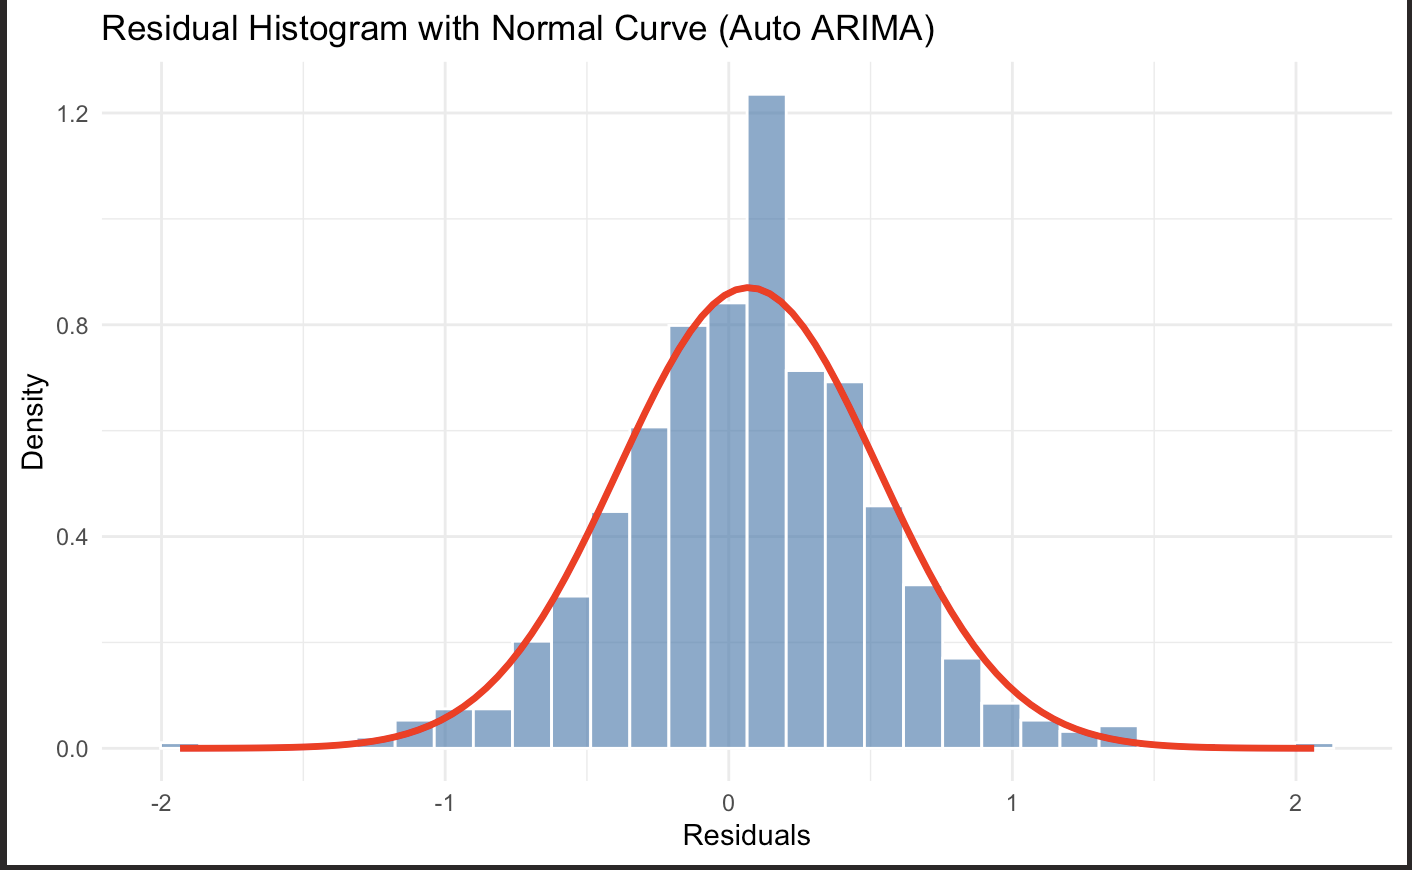 Residual Histogram with Normal Curve (Auto ARIMA)
1.2
0.8
0.4
0.0
Density
-2 -1 0 1 2
Residuals